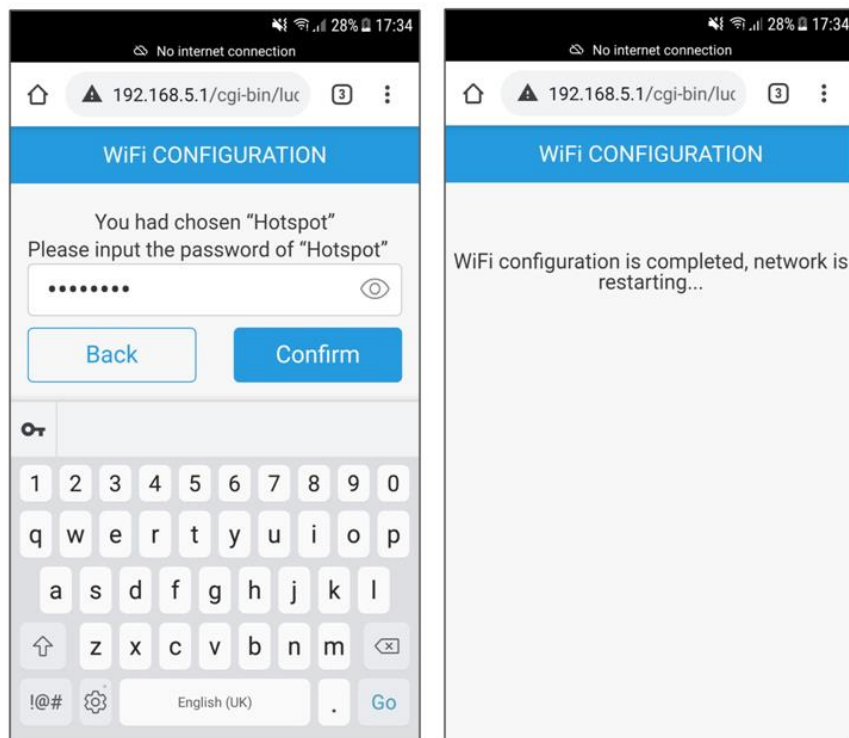 28% 17:34
No internet connection
192.168.5.1/cgi-bin/luc 3
WiFi CONFIGURATION
You had chosen “Hotspot”
Please input the password of “Hotspot”
••••••••
Back Confirm
1 2 3 4 5 6 7 8 9 0
q w e r t y u i o p
a s d f g h j k l
z x c v b n m
!@# English (UK) . Go
28% 17:34
No internet connection
192.168.5.1/cgi-bin/luc 3
WiFi CONFIGURATION
WiFi configuration is completed, network is
restarting...